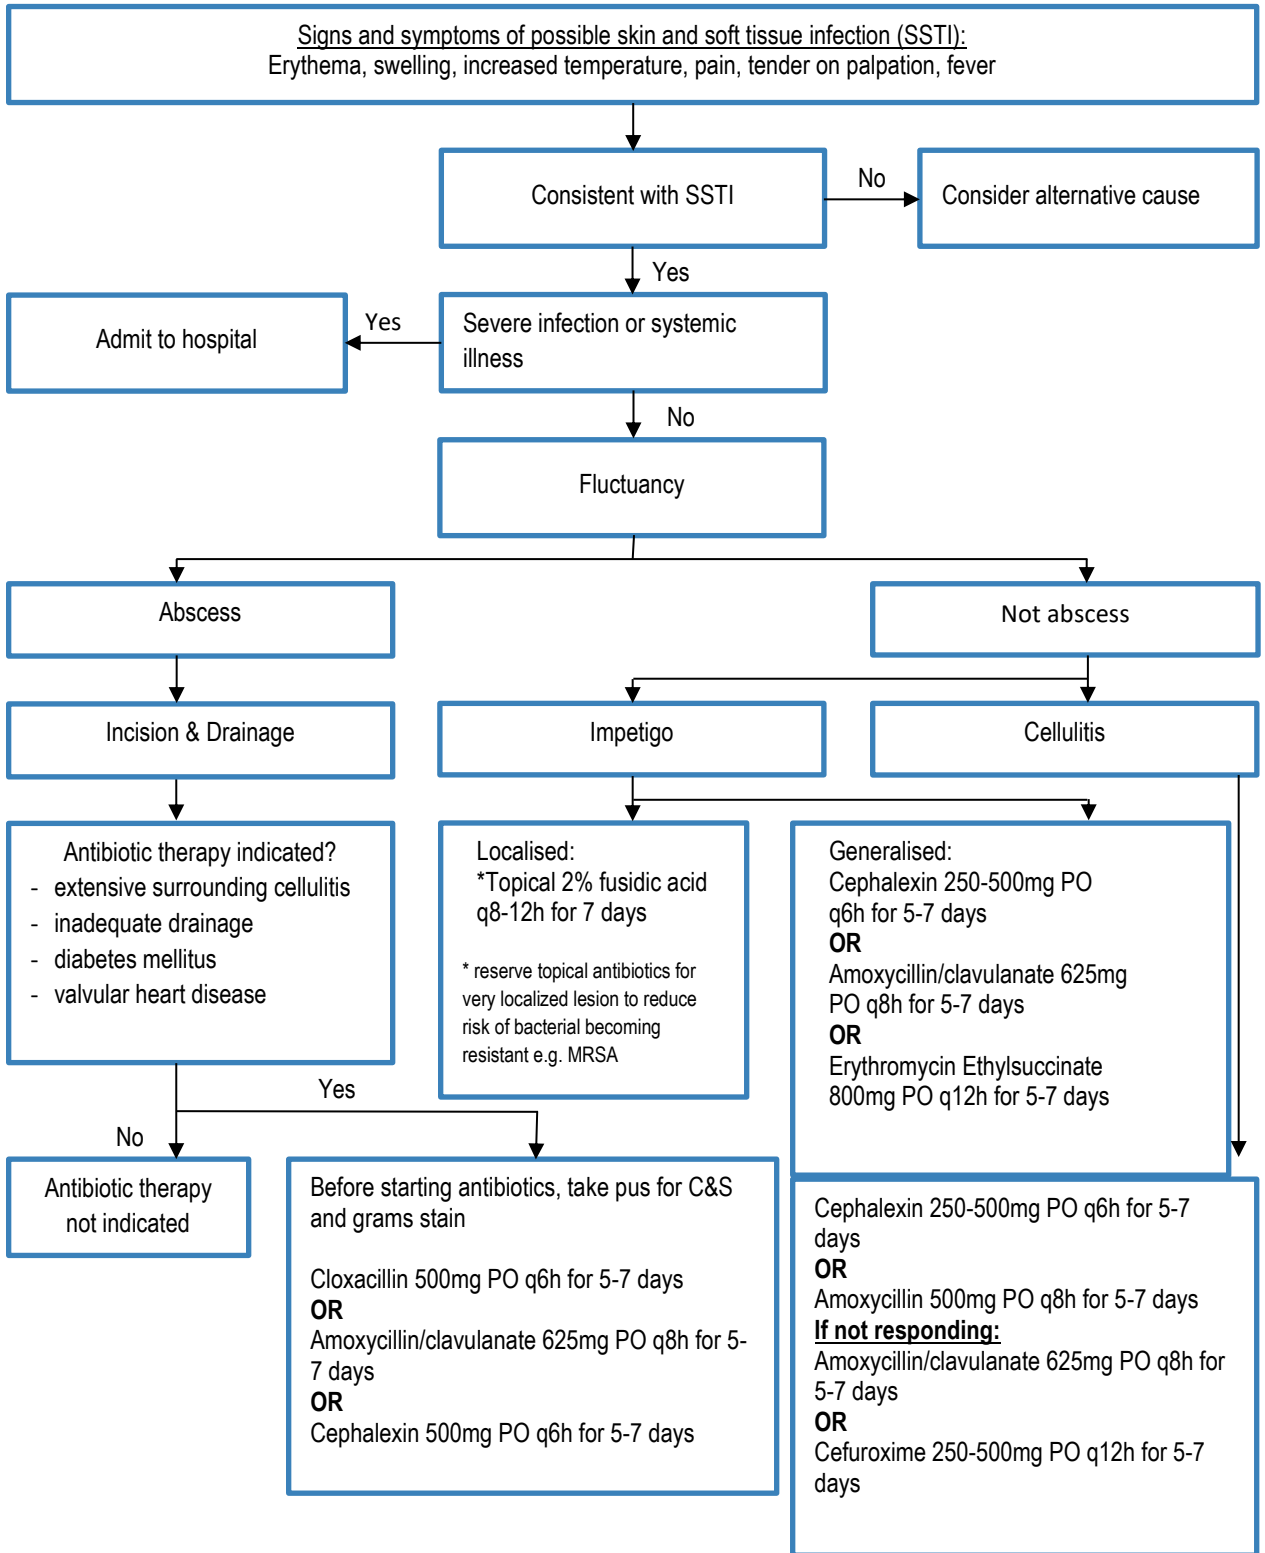 Signs and symptoms of possible skin and soft tissue infection (SSTI):
Erythema, swelling, increased temperature, pain, tender on palpation, fever
Consistent with SSTI
No
Consider alternative cause
Yes
Admit to hospital
Yes
Severe infection or systemic
illness
No
Fluctuancy
Abscess
Not abscess
Incision & Drainage
Impetigo
Cellulitis
Antibiotic therapy indicated?
- extensive surrounding cellulitis
- inadequate drainage
- diabetes mellitus
- valvular heart disease
Localised:
*Topical 2% fusidic acid
q8-12h for 7 days
* reserve topical antibiotics for
very localized lesion to reduce
risk of bacterial becoming
resistant e.g. MRSA
Generalised:
Cephalexin 250-500mg PO
q6h for 5-7 days
OR
Amoxycillin/clavulanate 625mg
PO q8h for 5-7 days
OR
Erythromycin Ethylsuccinate
800mg PO q12h for 5-7 days
Yes
No
Antibiotic therapy
not indicated
Before starting antibiotics, take pus for C&S
and grams stain
Cloxacillin 500mg PO q6h for 5-7 days
OR
Amoxycillin/clavulanate 625mg PO q8h for 5-
7 days
OR
Cephalexin 500mg PO q6h for 5-7 days
Cephalexin 250-500mg PO q6h for 5-7
days
OR
Amoxycillin 500mg PO q8h for 5-7 days
If not responding:
Amoxycillin/clavulanate 625mg PO q8h for
5-7 days
OR
Cefuroxime 250-500mg PO q12h for 5-7
days